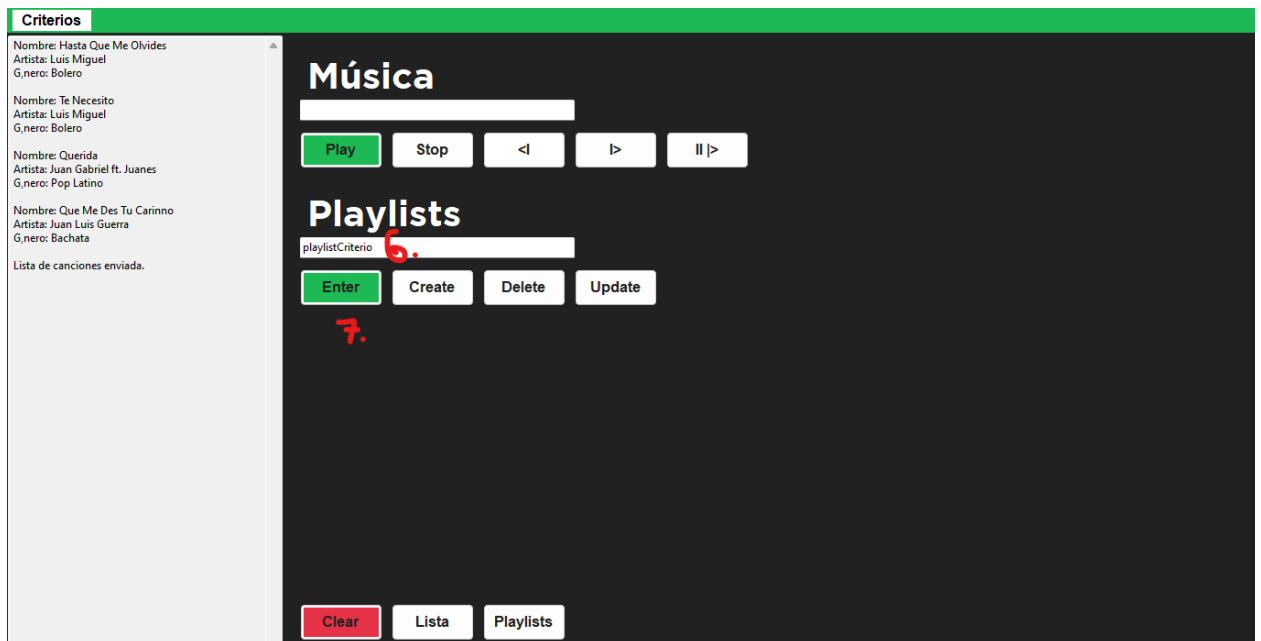 Criterios
Nombre: Hasta Que Me Olvides
Artista: Luis Miguel
G,nero: Bolero
Nombre: Te Necesito
Artista: Luis Miguel
G,nero: Bolero
Nombre: Querida
Artista: Juan Gabriel ft. Juanes
G,nero: Pop Latino
Nombre: Que Me Des Tu Carinno
Artista: Juan Luis Guerra
G,nero: Bachata
Lista de canciones enviada.
Música
Play Stop <I I> II |>
Playlists
playlistCriterio 6.
Enter Create Delete Update
7.
Clear Lista Playlists